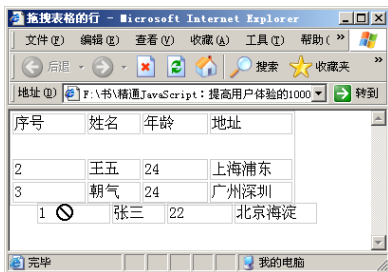 拖拽表格的行 - Microsoft Internet Explorer
文件(F) 编辑(E) 查看(V) 收藏(A) 工具(T) 帮助( »
后退 搜索 收藏夹 »
地址(D) F:\书\精通JavaScript：提高用户体验的1000 转到
序号 姓名 年龄 地址
2 王五 24 上海浦东
3 朝气 24 广州深圳
1 张三 22 北京海淀
完毕 我的电脑